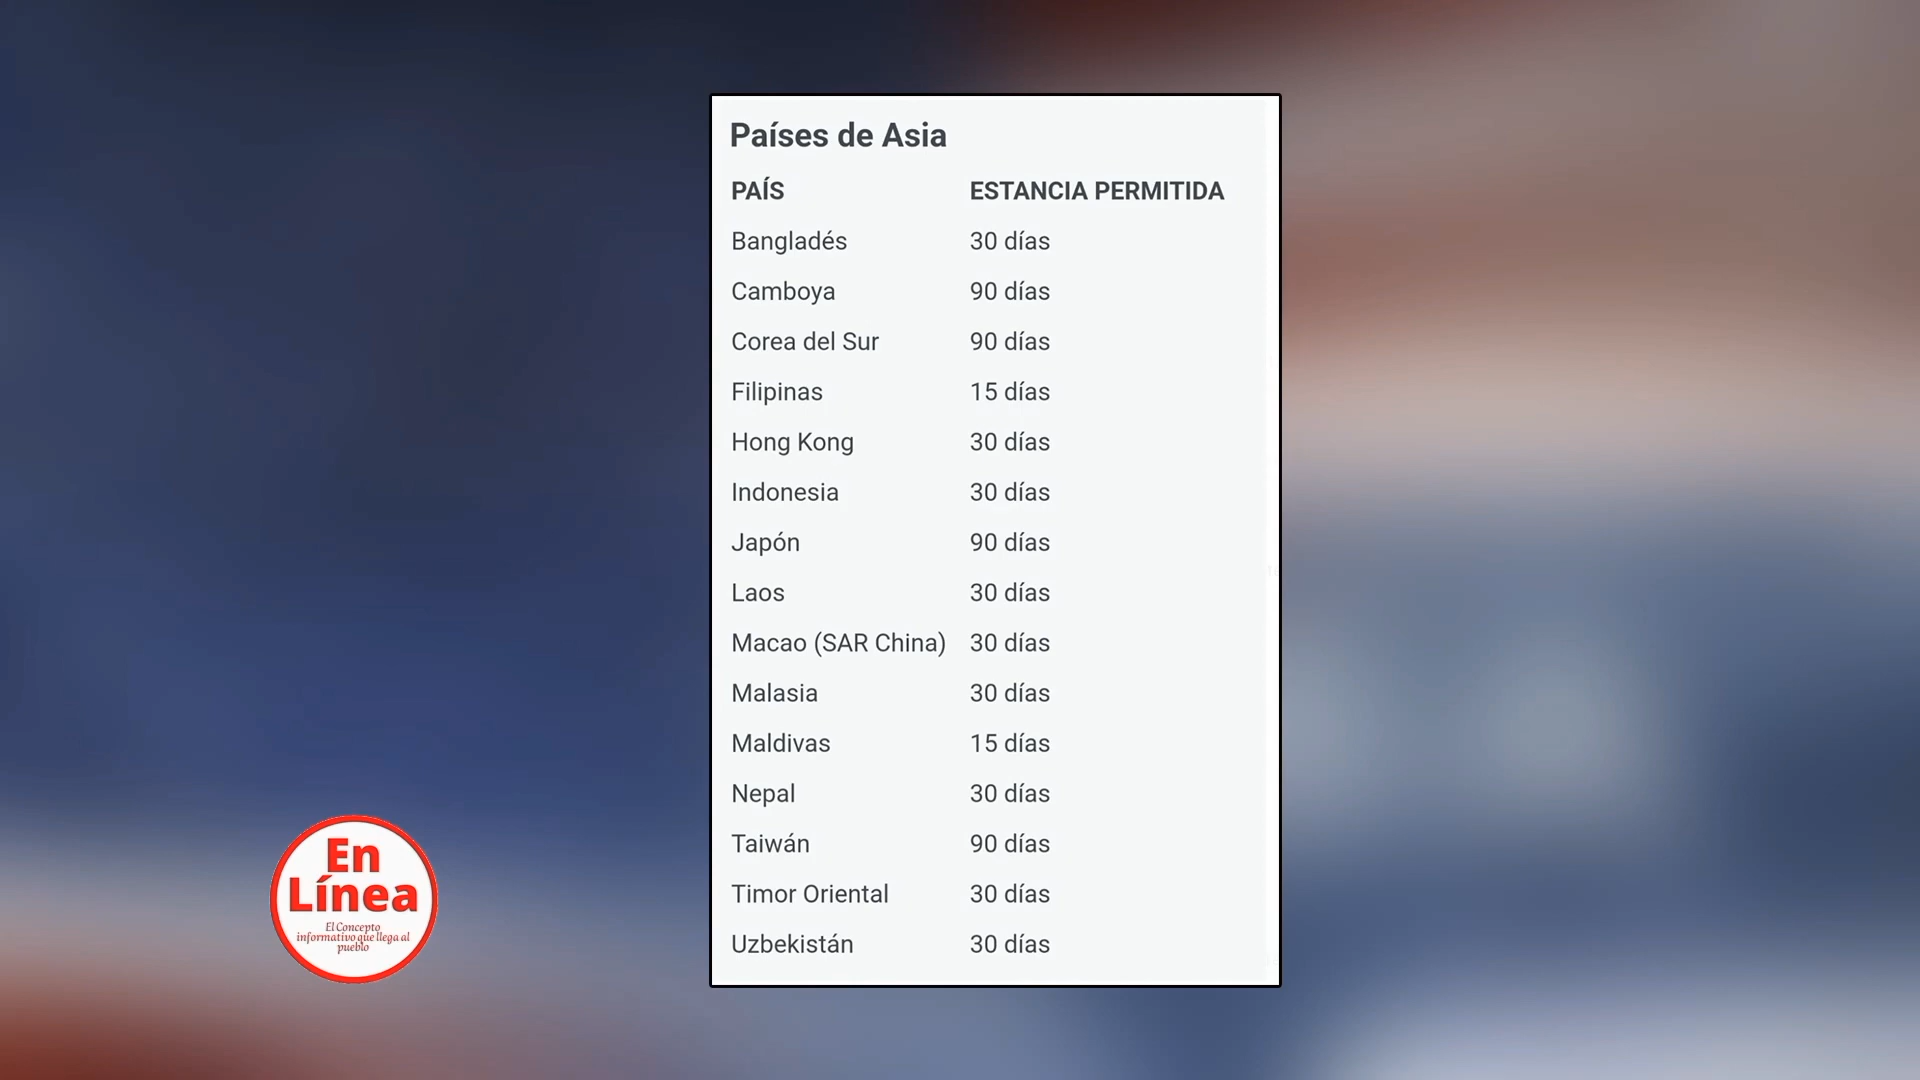 Países de Asia
PAÍS ESTANCIA PERMITIDA
Bangladés 30 días
Camboya 90 días
Corea del Sur 90 días
Filipinas 15 días
Hong Kong 30 días
Indonesia 30 días
Japón 90 días
Laos 30 días
Macao (SAR China) 30 días
Malasia 30 días
Maldivas 15 días
Nepal 30 días
Taiwán 90 días
Timor Oriental 30 días
Uzbekistán 30 días
En
Línea
El Concepto
informativo que llega al
pueblo